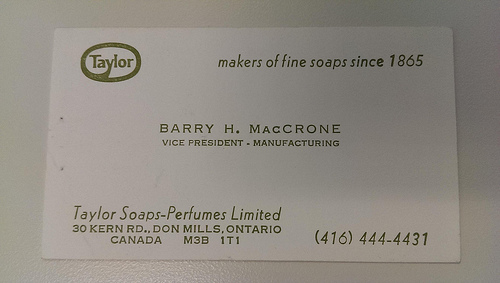 Taylor
makers of fine soaps since 1865
BARRY H. MACCRONE
VICE PRESIDENT - MANUFACTURING
Taylor Soaps-Perfumes Limited
30 KERN RD., DON MILLS, ONTARIO
CANADA M3B 1T1
(416) 444-4431